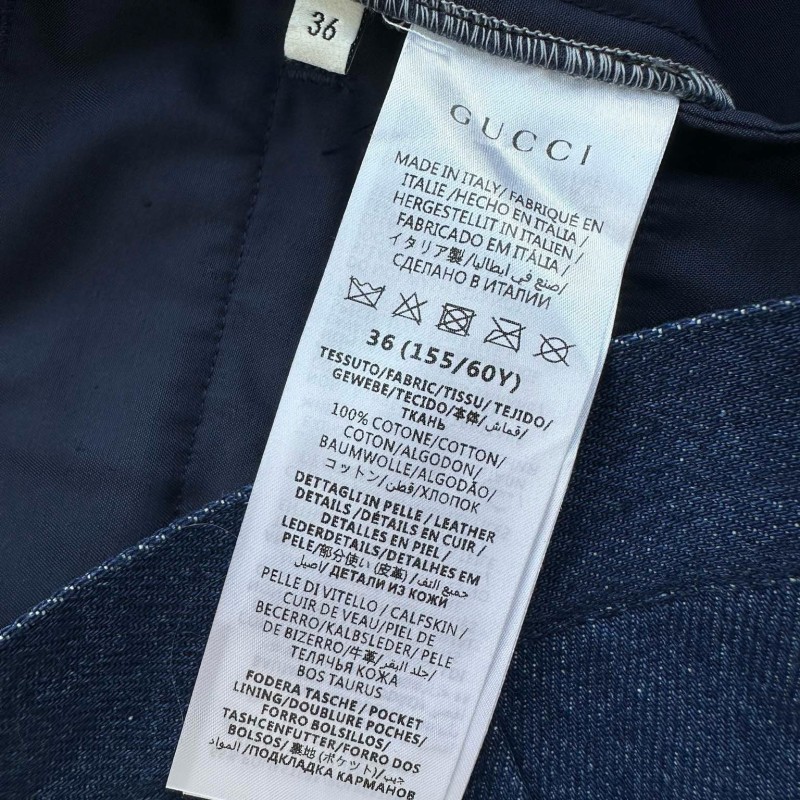 36
GUCCI
MADE IN ITALY/ FABRIQUÉ EN
ITALIE/HECHO EN ITALIA/
HERGESTELLIT IN ITALIEN/
FABRICADO EM ITÁLIA/
イタリア製/صنع في ايطاليا/
СДЕЛАНО В ИТАЛИИ
36 (155/60Y)
TESSUTO/FABRIC/TISSU/TEJIDO/
GEWEBE/TECIDO/本体/قماش/
ТКАНЬ
100% COTONE/COTTON/
COTON/ALGODON/
BAUMWOLLE/ALGODÃO/
コットン/قطن/ХЛОПОК
DETTAGLI IN PELLE / LEATHER
DETAILS /DÉTAILS EN CUIR /
DETALLES EN PIEL /
LEDERDETAILS/DETALHES EM
PELE/部分使い (皮革)/جميع التف/
اصيل/ДЕТАЛИ ИЗ КОЖИ
PELLE DI VITELLO / CALFSKIN /
CUIR DE VEAU/PIEL DE
BECERRO/KALBSLEDER/ PELE
DE BIZERRO/牛革/جلد البقر/
ТЕЛЯЧЬЯ КОЖА
BOS TAURUS
FODERA TASCHE / POCKET
LINING/DOUBLURE POCHES/
FORRO BOLSILLOS/
TASHCENFUTTER/FORRO DOS
BOLSOS/裏地 (ポケット)/جيب/
المواد/ПОДКЛАДКА КАРМАНОВ